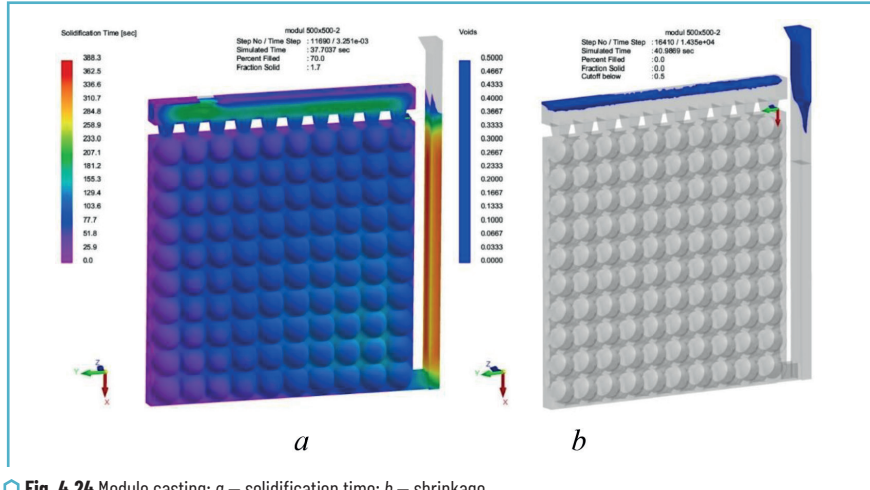 Solidification Time [sec]
modul 500x500-2
Step No / Time Step : 11690 / 3.251e-03
Simulated Time : 37.7037 sec
Percent Filled : 70.0
Fraction Solid : 1.7
388.3
362.5
336.6
310.7
284.8
258.9
233.0
207.1
181.2
155.3
129.4
103.6
77.7
51.8
25.9
0.0
Z
Y
X
a
Voids
modul 500x500-2
Step No / Time Step : 16410 / 1.435e+04
Simulated Time : 40.9869 sec
Percent Filled : 0.0
Fraction Solid : 0.0
Cutoff below : 0.5
0.5000
0.4667
0.4333
0.4000
0.3667
0.3333
0.3000
0.2667
0.2333
0.2000
0.1667
0.1333
0.1000
0.0667
0.0333
0.0000
Z
Y
X
b
Fig. 4.24 Module casting: a – solidification time; b – shrinkage